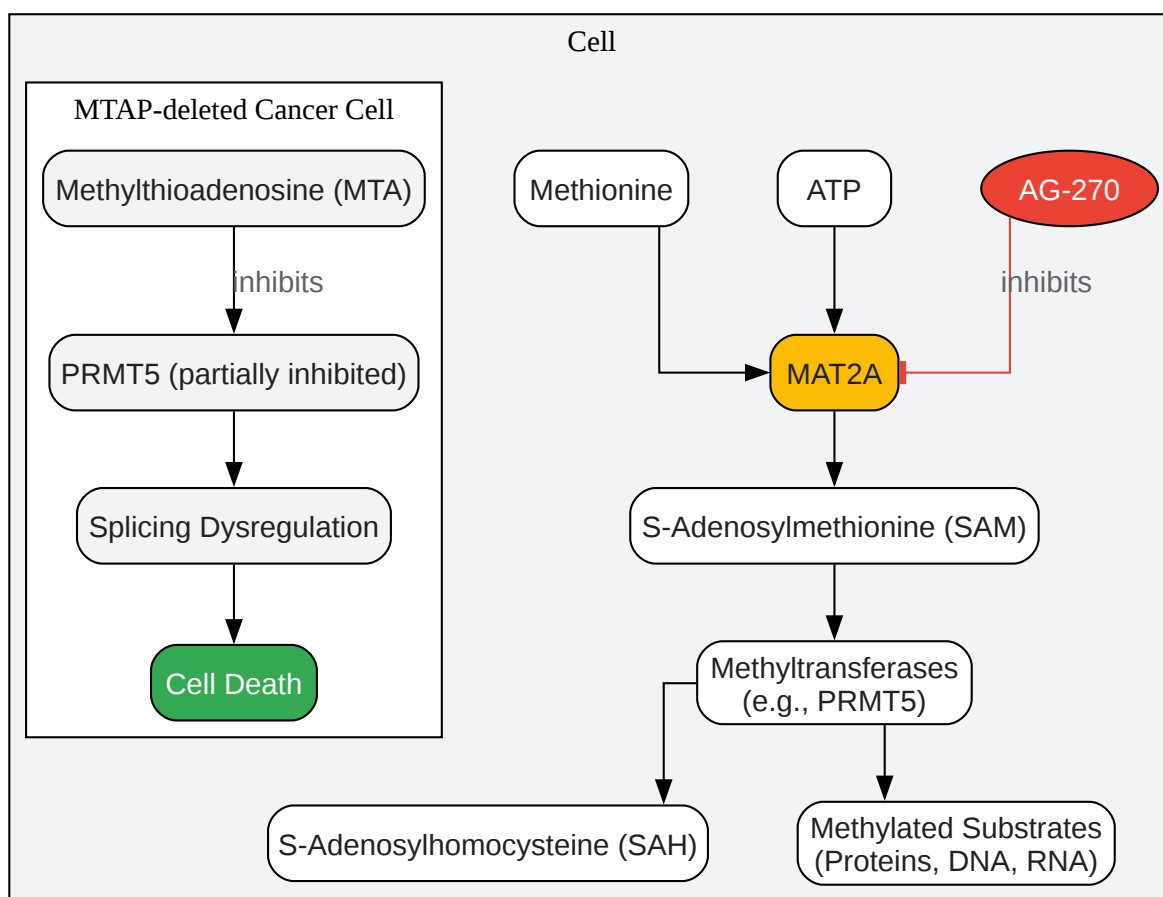 Cell
MTAP-deleted Cancer Cell
Methylthioadenosine (MTA)
inhibits
PRMT5 (partially inhibited)
Splicing Dysregulation
Cell Death
Methionine
ATP
AG-270
inhibits
MAT2A
S-Adenosylmethionine (SAM)
Methyltransferases
(e.g., PRMT5)
S-Adenosylhomocysteine (SAH)
Methylated Substrates
(Proteins, DNA, RNA)